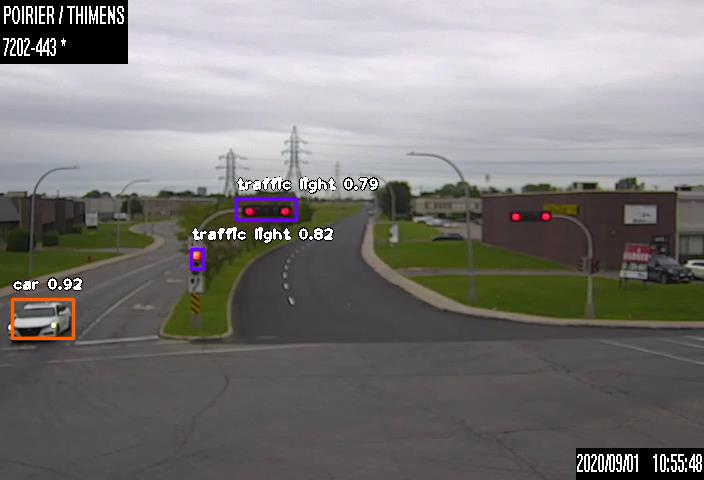 POIRIER / THIMENS
7202-443 *
traffic light 0.79
traffic light 0.82
car 0.92
2020/09/01 10:55:48